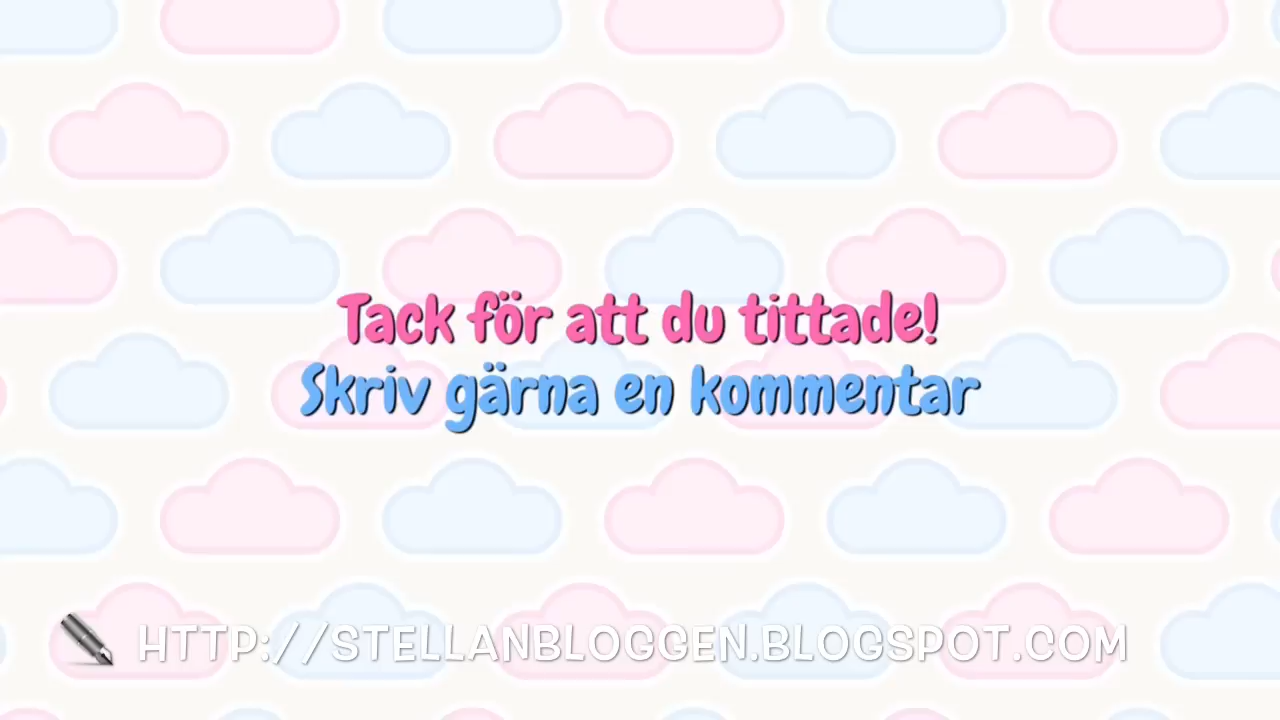 Tack för att du tittade!
Skriv gärna en kommentar
HTTP://STELLANBLOGGEN.BLOGSPOT.COM